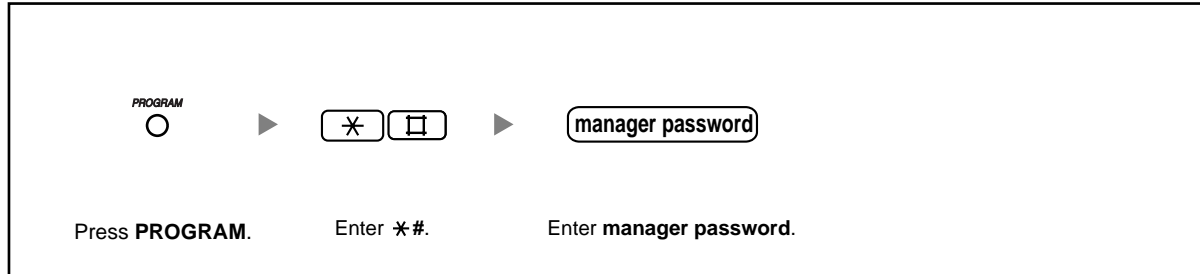 PROGRAM
✳ #
manager password
Press PROGRAM.
Enter ✳#.
Enter manager password.